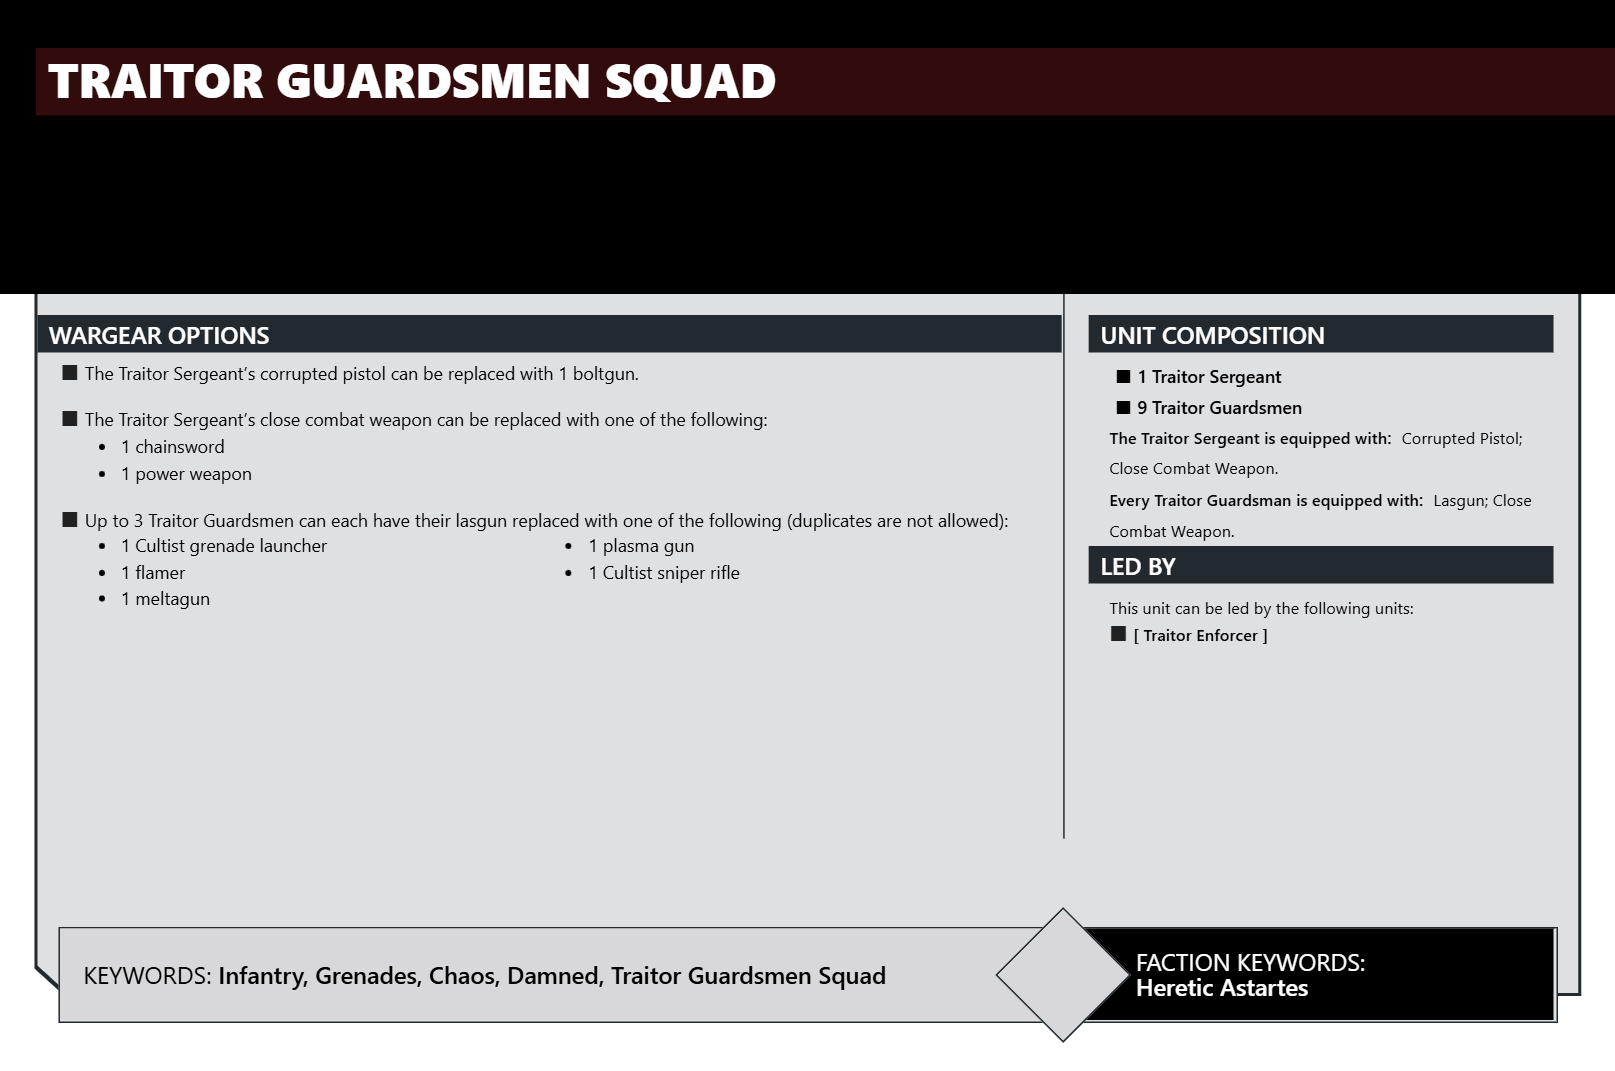 TRAITOR GUARDSMEN SQUAD
WARGEAR OPTIONS
■ The Traitor Sergeant's corrupted pistol can be replaced with 1 boltgun.
■ The Traitor Sergeant's close combat weapon can be replaced with one of the following:
• 1 chainsword
• 1 power weapon
■ Up to 3 Traitor Guardsmen can each have their lasgun replaced with one of the following (duplicates are not allowed):
• 1 Cultist grenade launcher
• 1 flamer
• 1 meltagun
• 1 plasma gun
• 1 Cultist sniper rifle
UNIT COMPOSITION
■ 1 Traitor Sergeant
■ 9 Traitor Guardsmen
The Traitor Sergeant is equipped with: Corrupted Pistol;
Close Combat Weapon.
Every Traitor Guardsman is equipped with: Lasgun; Close
Combat Weapon.
LED BY
This unit can be led by the following units:
■ [ Traitor Enforcer ]
KEYWORDS: Infantry, Grenades, Chaos, Damned, Traitor Guardsmen Squad
FACTION KEYWORDS:
Heretic Astartes